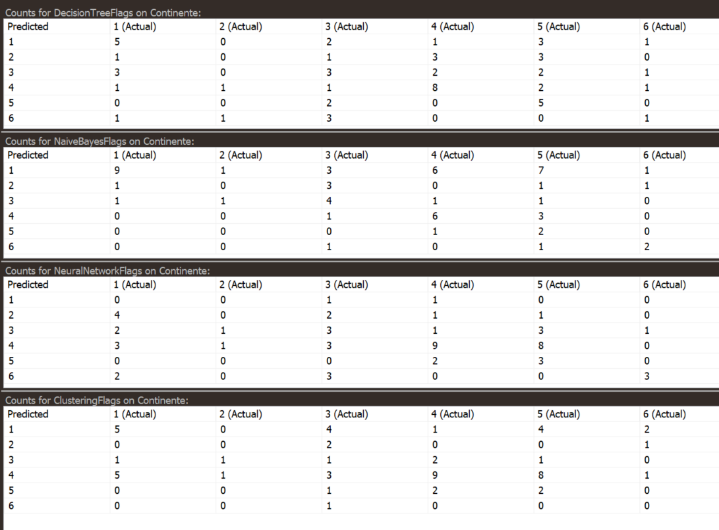 Counts for DecisionTreeFlags on Continente:
Predicted 1 (Actual) 2 (Actual) 3 (Actual) 4 (Actual) 5 (Actual) 6 (Actual)
1 5 0 2 1 3 1
2 1 0 1 3 3 0
3 3 0 3 2 2 1
4 1 1 1 8 2 1
5 0 0 2 0 5 0
6 1 1 3 0 0 1
Counts for NaiveBayesFlags on Continente:
Predicted 1 (Actual) 2 (Actual) 3 (Actual) 4 (Actual) 5 (Actual) 6 (Actual)
1 9 1 3 6 7 1
2 1 0 3 0 1 1
3 1 1 4 1 1 0
4 0 0 1 6 3 0
5 0 0 0 1 2 0
6 0 0 1 0 1 2
Counts for NeuralNetworkFlags on Continente:
Predicted 1 (Actual) 2 (Actual) 3 (Actual) 4 (Actual) 5 (Actual) 6 (Actual)
1 0 0 1 1 0 0
2 4 0 2 1 1 0
3 2 1 3 1 3 1
4 3 1 3 9 8 0
5 0 0 0 2 3 0
6 2 0 3 0 0 3
Counts for ClusteringFlags on Continente:
Predicted 1 (Actual) 2 (Actual) 3 (Actual) 4 (Actual) 5 (Actual) 6 (Actual)
1 5 0 4 1 4 2
2 0 0 2 0 0 1
3 1 1 1 2 1 0
4 5 1 3 9 8 1
5 0 0 1 2 2 0
6 0 0 1 0 0 0